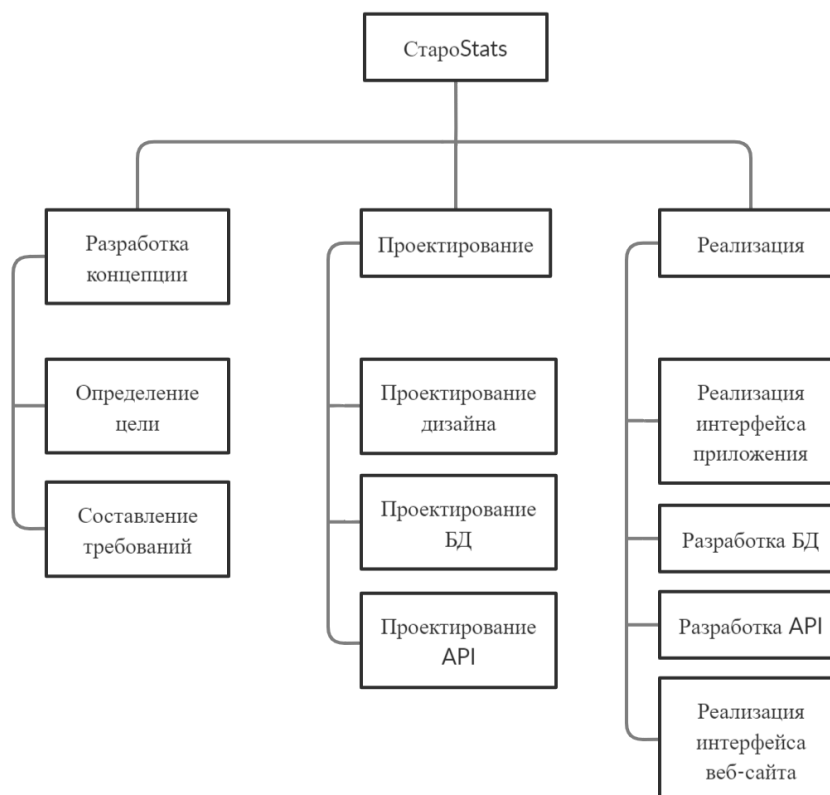 СтароStats
Разработка
концепции
Определение
цели
Составление
требований
Проектирование
Проектирование
дизайна
Проектирование
БД
Проектирование
API
Реализация
Реализация
интерфейса
приложения
Разработка БД
Разработка API
Реализация
интерфейса
веб-сайта